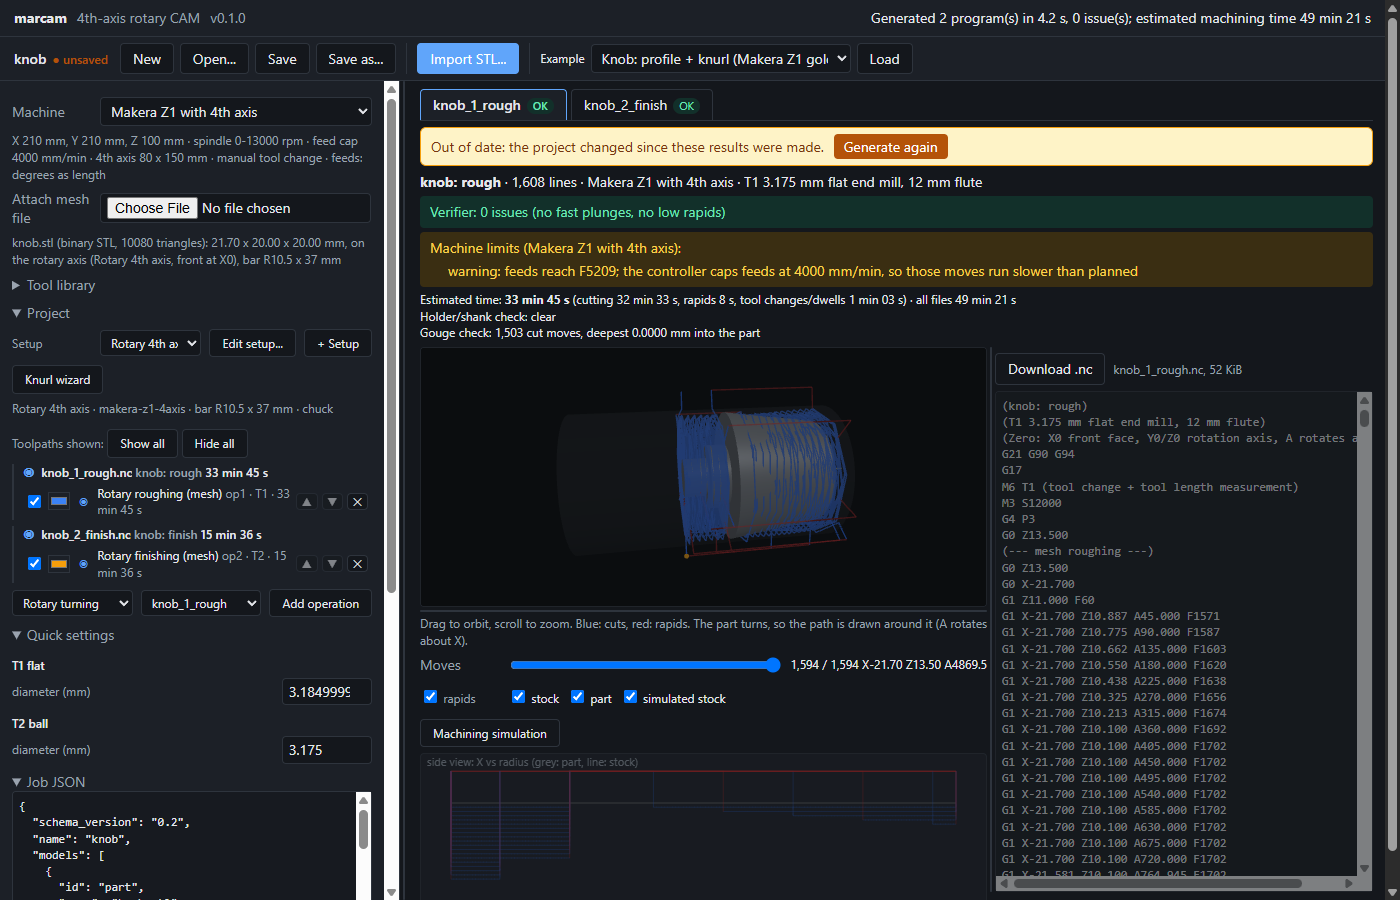 marcam 4th-axis rotary CAM v0.1.0
Generated 2 program(s) in 4.2 s, 0 issue(s); estimated machining time 49 min 21 s
knob • unsaved New Open... Save Save as... Import STL... Example Knob: profile + knurl (Makera Z1 gol Load
Machine Makera Z1 with 4th axis
X 210 mm, Y 210 mm, Z 100 mm · spindle 0-13000 rpm · feed cap
4000 mm/min · 4th axis 80 x 150 mm · manual tool change · feeds:
degrees as length
Attach mesh file Choose File No file chosen
knob.stl (binary STL, 10080 triangles): 21.70 x 20.00 x 20.00 mm, on
the rotary axis (Rotary 4th axis, front at X0), bar R10.5 x 37 mm
▶ Tool library
▼ Project
Setup Rotary 4th a Edit setup... + Setup
Knurl wizard
Rotary 4th axis · makera-z1-4axis · bar R10.5 x 37 mm · chuck
Toolpaths shown: Show all Hide all
knob_1_rough.nc knob: rough 33 min 45 s
Rotary roughing (mesh) op1 · T1 · 33
min 45 s
knob_2_finish.nc knob: finish 15 min 36 s
Rotary finishing (mesh) op2 · T2 · 15
min 36 s
Rotary turning knob_1_rough Add operation
▼ Quick settings
T1 flat
diameter (mm) 3.1849999
T2 ball
diameter (mm) 3.175
▼ Job JSON
{
"schema_version": "0.2",
"name": "knob",
"models": [
{
"id": "part",
knob_1_rough OK knob_2_finish OK
Out of date: the project changed since these results were made. Generate again
knob: rough · 1,608 lines · Makera Z1 with 4th axis · T1 3.175 mm flat end mill, 12 mm flute
Verifier: 0 issues (no fast plunges, no low rapids)
Machine limits (Makera Z1 with 4th axis):
warning: feeds reach F5209; the controller caps feeds at 4000 mm/min, so those moves run slower than planned
Estimated time: 33 min 45 s (cutting 32 min 33 s, rapids 8 s, tool changes/dwells 1 min 03 s) · all files 49 min 21 s
Holder/shank check: clear
Gouge check: 1,503 cut moves, deepest 0.0000 mm into the part
Drag to orbit, scroll to zoom. Blue: cuts, red: rapids. The part turns, so the path is drawn around it (A rotates
about X).
Moves 1,594 / 1,594 X-21.70 Z13.50 A4869.5
rapids stock part simulated stock
Machining simulation
side view: X vs radius (grey: part, line: stock)
Download .nc knob_1_rough.nc, 52 KiB
(knob: rough)
(T1 3.175 mm flat end mill, 12 mm flute)
(Zero: X0 front face, Y0/Z0 rotation axis, A rotates a
G21 G90 G94
G17
M6 T1 (tool change + tool length measurement)
M3 S12000
G4 P3
G0 Z13.500
(--- mesh roughing ---)
G0 Z13.500
G0 X-21.700
G1 Z11.000 F60
G1 X-21.700 Z10.887 A45.000 F1571
G1 X-21.700 Z10.775 A90.000 F1587
G1 X-21.700 Z10.662 A135.000 F1603
G1 X-21.700 Z10.550 A180.000 F1620
G1 X-21.700 Z10.438 A225.000 F1638
G1 X-21.700 Z10.325 A270.000 F1656
G1 X-21.700 Z10.213 A315.000 F1674
G1 X-21.700 Z10.100 A360.000 F1692
G1 X-21.700 Z10.100 A405.000 F1702
G1 X-21.700 Z10.100 A450.000 F1702
G1 X-21.700 Z10.100 A495.000 F1702
G1 X-21.700 Z10.100 A540.000 F1702
G1 X-21.700 Z10.100 A585.000 F1702
G1 X-21.700 Z10.100 A630.000 F1702
G1 X-21.700 Z10.100 A675.000 F1702
G1 X-21.700 Z10.100 A720.000 F1702
G1 X-21.581 Z10.100 A764.945 F1702